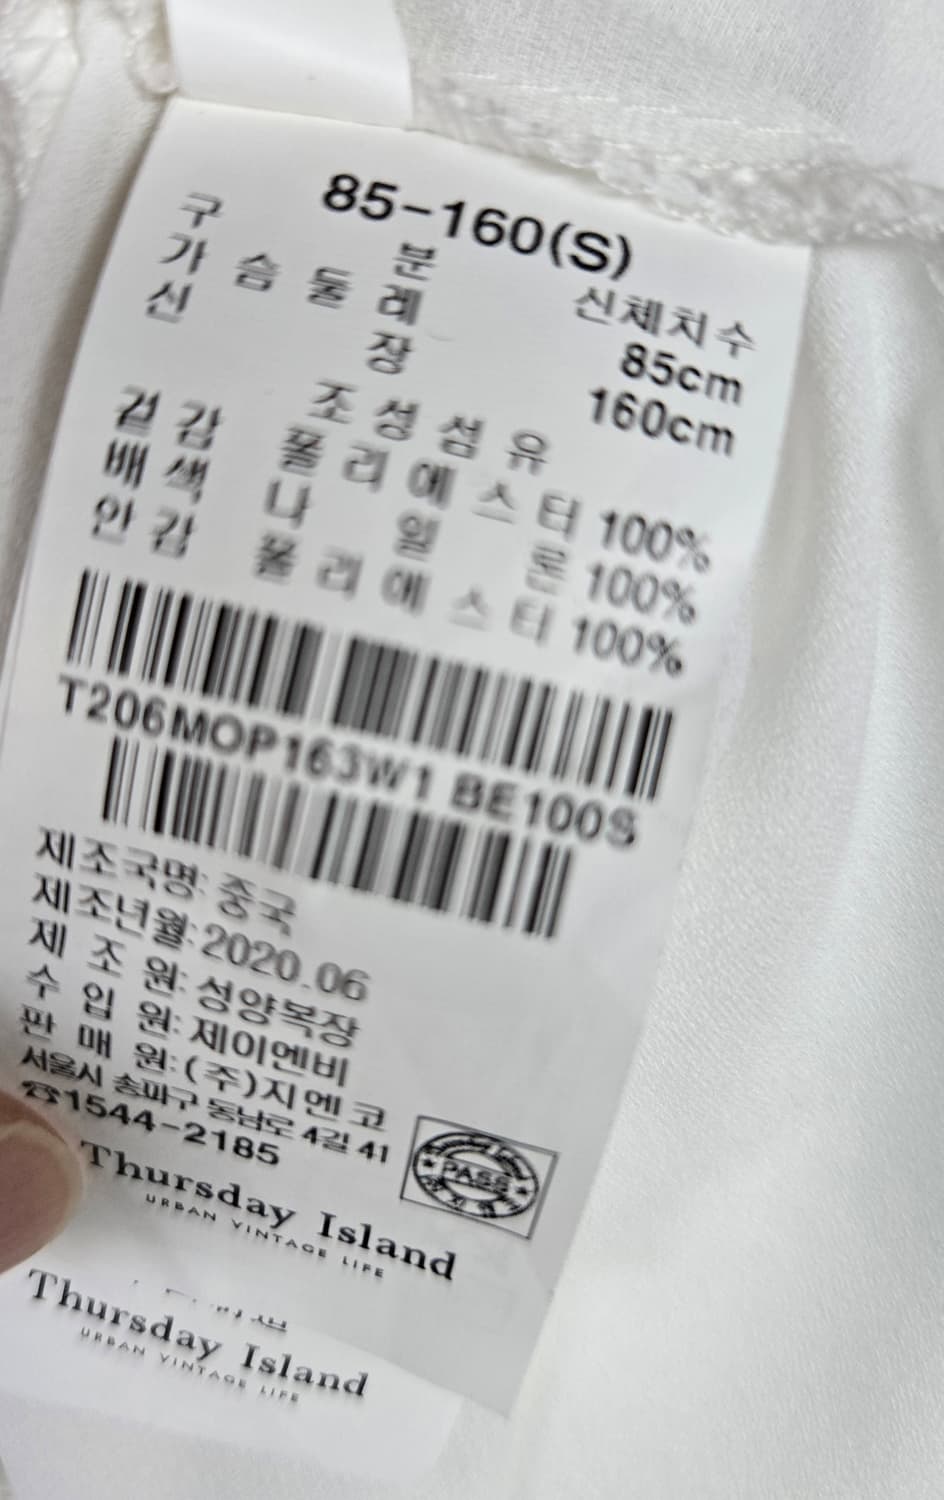 85-160(S)
구 분 신체치수
가 슴 둘 레 85cm
신 장 160cm
조 성 섬 유
겉 감 폴 리 에 스 터 100%
배 색 나 일 론 100%
안 감 폴 리 에 스 터 100%
T206MOP163W1 BE100S
제조국명: 중국
제조년월:2020.06
제 조 원:성양복장
수 입 원:제이엔비
판 매 원:(주)지엔코
서울시 송파구 동남로 4길 41
☎1544-2185
PASS
Thursday Island
URBAN VINTAGE LIFE
Thursday Island
URBAN VINTAGE LIFE